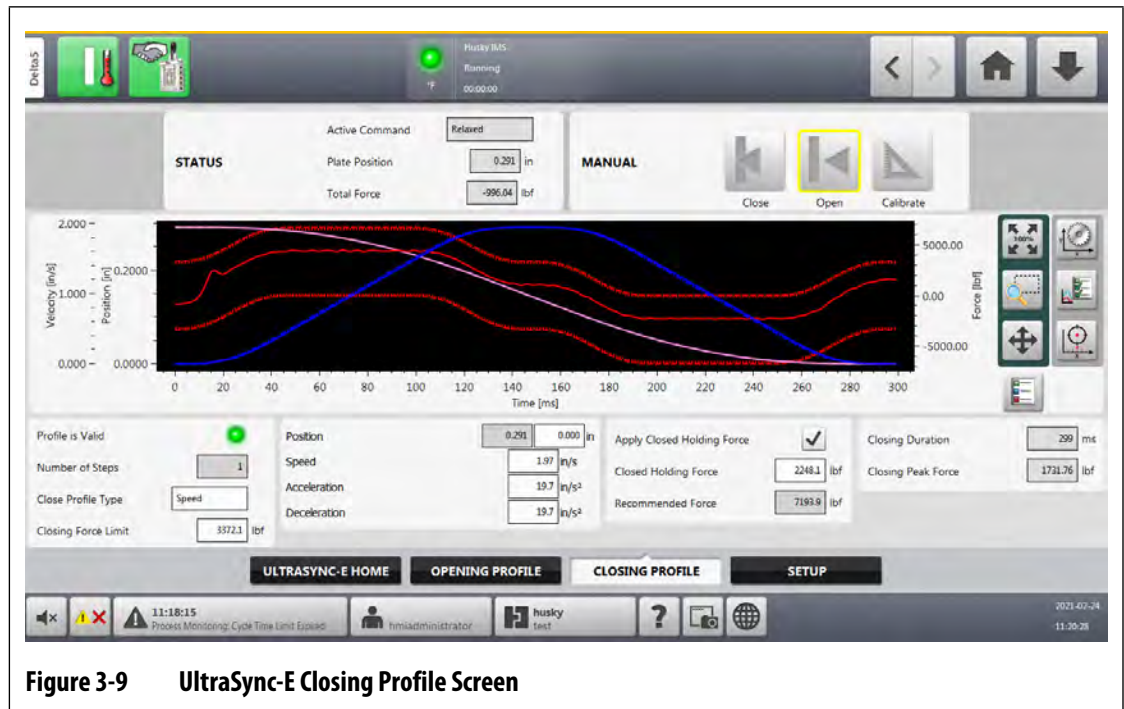 Delta5
Husky IMS
Running
°F
00:00:00
STATUS
Active Command
Relaxed
Plate Position
0.291 in
Total Force
-996.04 lbf
MANUAL
Close
Open
Calibrate
2.000
1.000
0.000
Velocity [in/s]
Position [in]
0.2000
0.0000
0 20 40 60 80 100 120 140 160 180 200 220 240 260 280 300
Time [ms]
5000.00
0.00
-5000.00
Force [lbf]
100%
Profile is Valid
Number of Steps 1
Close Profile Type Speed
Closing Force Limit 3372.1 lbf
Position 0.291 0.000 in
Speed 1.97 in/s
Acceleration 19.7 in/s²
Deceleration 19.7 in/s²
Apply Closed Holding Force
Closed Holding Force 2248.1 lbf
Recommended Force 7193.9 lbf
Closing Duration 299 ms
Closing Peak Force 1731.76 lbf
ULTRASYNC-E HOME
OPENING PROFILE
CLOSING PROFILE
SETUP
11:18:15
Process Monitoring: Cycle Time Limit Expired
hmiadministrator
husky
test
?
2021-02-24
11:20:28
Figure 3-9 UltraSync-E Closing Profile Screen